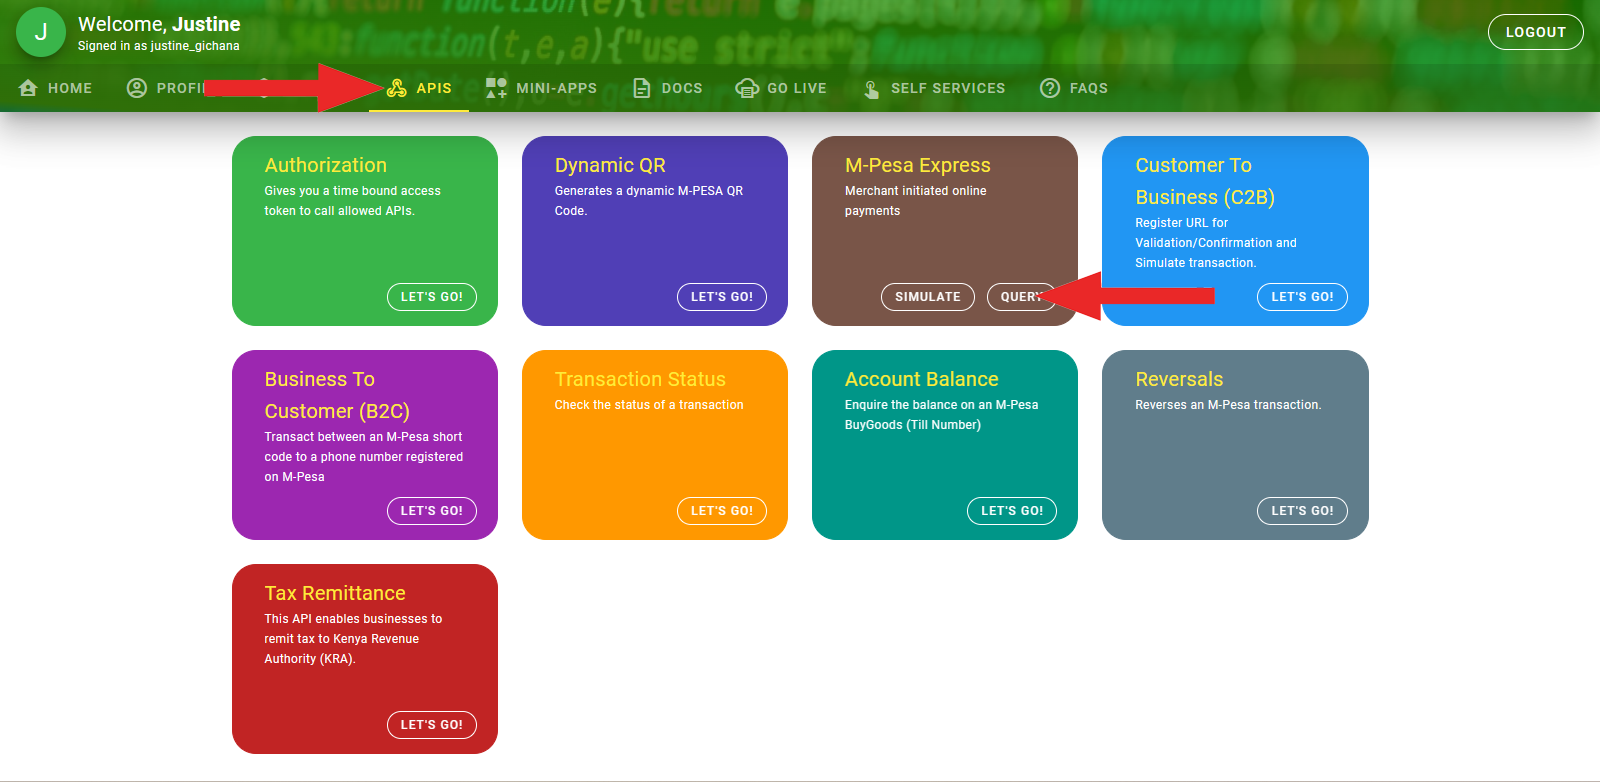 J
Welcome, Justine
Signed in as justine_gichana
LOGOUT
HOME
APIS
MINI-APPS
DOCS
GO LIVE
SELF SERVICES
FAQS
Authorization
Gives you a time bound access
token to call allowed APIs.
LET'S GO!
Dynamic QR
Generates a dynamic M-PESA QR
Code.
LET'S GO!
M-Pesa Express
Merchant initiated online
payments
SIMULATE
QUERY
Customer To
Business (C2B)
Register URL for
Validation/Confirmation and
Simulate transaction.
LET'S GO!
Business To
Customer (B2C)
Transact between an M-Pesa short
code to a phone number registered
on M-Pesa
LET'S GO!
Transaction Status
Check the status of a transaction
LET'S GO!
Account Balance
Enquire the balance on an M-Pesa
BuyGoods (Till Number)
LET'S GO!
Reversals
Reverses an M-Pesa transaction.
LET'S GO!
Tax Remittance
This API enables businesses to
remit tax to Kenya Revenue
Authority (KRA).
LET'S GO!